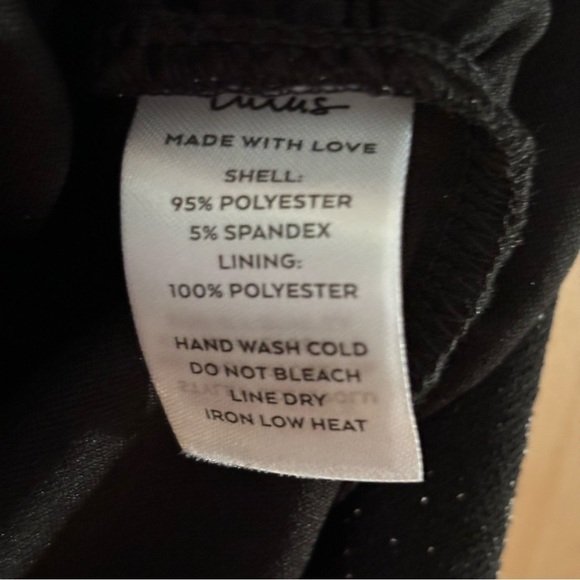 lulus
MADE WITH LOVE
SHELL:
95% POLYESTER
5% SPANDEX
LINING:
100% POLYESTER
HAND WASH COLD
DO NOT BLEACH
LINE DRY
IRON LOW HEAT